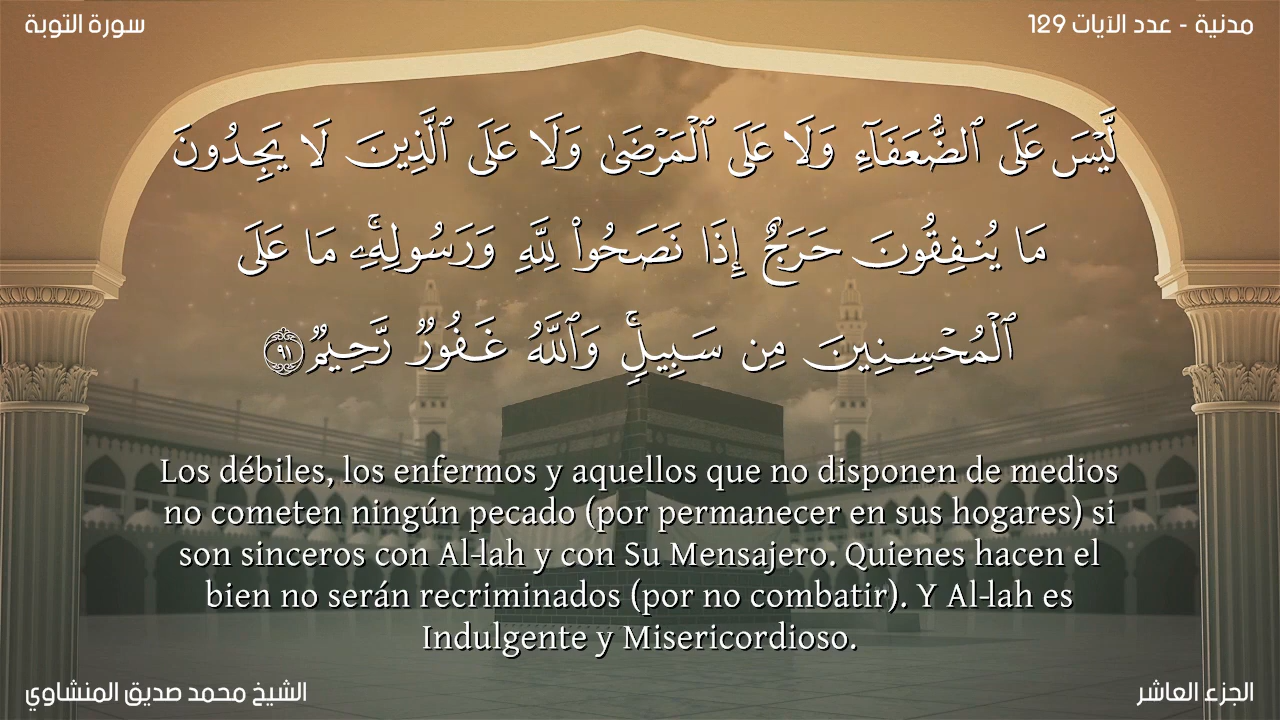 سورة التوبة
مدنية - عدد الآيات 129
لَّيْسَ عَلَى ٱلضُّعَفَآءِ وَلَا عَلَى ٱلْمَرْضَىٰ وَلَا عَلَى ٱلَّذِينَ لَا يَجِدُونَ
مَا يُنفِقُونَ حَرَجٌ إِذَا نَصَحُوا۟ لِلَّهِ وَرَسُولِهِۦ ۚ مَا عَلَى
ٱلْمُحْسِنِينَ مِن سَبِيلٍ ۚ وَٱللَّهُ غَفُورٌ رَّحِيمٌ ٩١
Los débiles, los enfermos y aquellos que no disponen de medios
no cometen ningún pecado (por permanecer en sus hogares) si
son sinceros con Al-lah y con Su Mensajero. Quienes hacen el
bien no serán recriminados (por no combatir). Y Al-lah es
Indulgente y Misericordioso.
الشيخ محمد صديق المنشاوي
الجزء العاشر